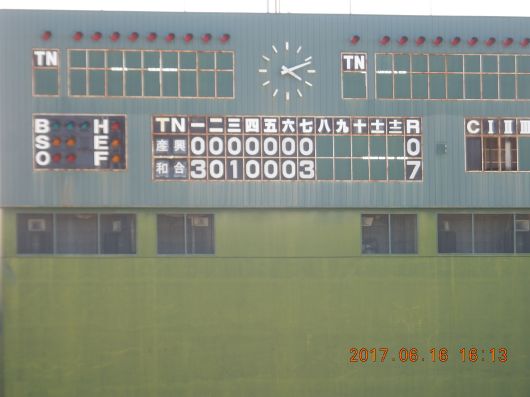 TN TN
TN 一 二 三 四 五 六 七 八 九 十 土 士 R
産興 0 0 0 0 0 0 0 0
和合 3 0 1 0 0 0 3 7
B H
S E
O F
C I II III
2017.06.16 16:13